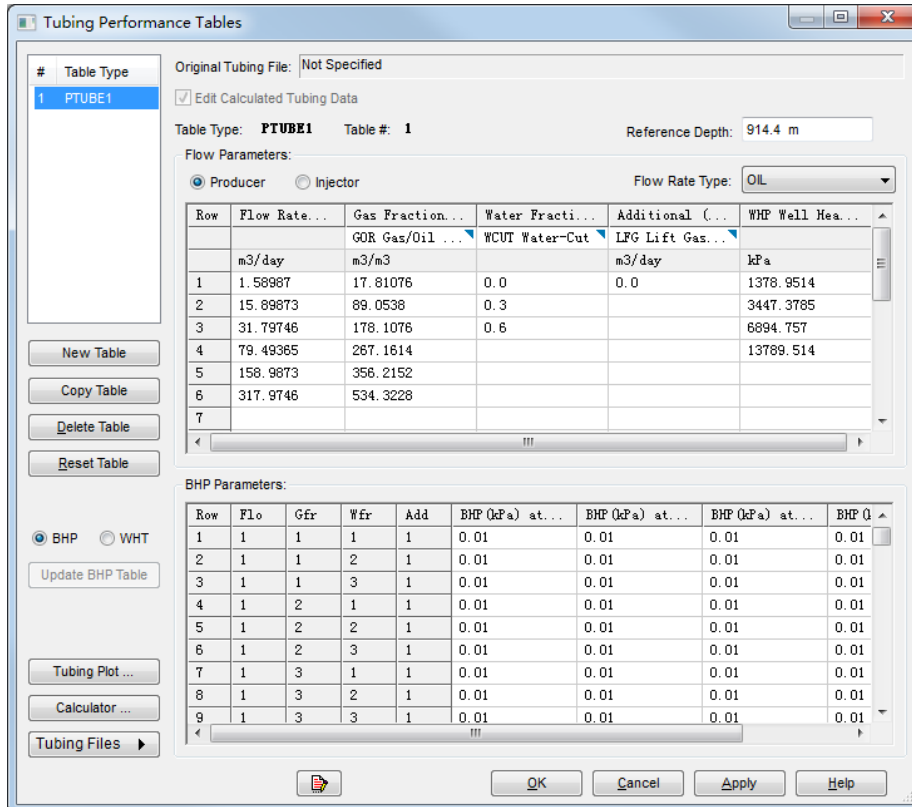 Tubing Performance Tables
# Table Type
1 PTUBE1
Original Tubing File: Not Specified
Edit Calculated Tubing Data
Table Type: PTUBE1 Table #: 1 Reference Depth: 914.4 m
Flow Parameters:
Producer Injector Flow Rate Type: OIL
Row Flow Rate... Gas Fraction... Water Fracti... Additional (... WHP Well Hea...
GOR Gas/Oil ... WCUT Water-Cut LFG Lift Gas...
m3/day m3/m3 m3/day kPa
1 1.58987 17.81076 0.0 0.0 1378.9514
2 15.89873 89.0538 0.3 3447.3785
3 31.79746 178.1076 0.6 6894.757
4 79.49365 267.1614 13789.514
5 158.9873 356.2152
6 317.9746 534.3228
7
New Table
Copy Table
Delete Table
Reset Table
BHP WHT
Update BHP Table
Tubing Plot ...
Calculator ...
Tubing Files
BHP Parameters:
Row Flo Gfr Wfr Add BHP(kPa) at... BHP(kPa) at... BHP(kPa) at... BHP(
1 1 1 1 1 0.01 0.01 0.01 0.01
2 1 1 2 1 0.01 0.01 0.01 0.01
3 1 1 3 1 0.01 0.01 0.01 0.01
4 1 2 1 1 0.01 0.01 0.01 0.01
5 1 2 2 1 0.01 0.01 0.01 0.01
6 1 2 3 1 0.01 0.01 0.01 0.01
7 1 3 1 1 0.01 0.01 0.01 0.01
8 1 3 2 1 0.01 0.01 0.01 0.01
9 1 3 3 1 0.01 0.01 0.01 0.01
OK Cancel Apply Help